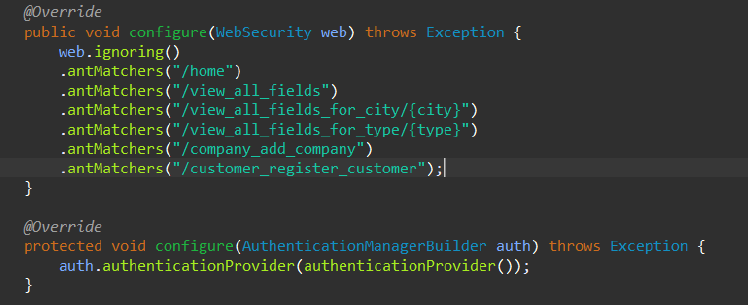 @Override
public void configure(WebSecurity web) throws Exception {
    web.ignoring()
    .antMatchers("/home")
    .antMatchers("/view_all_fields")
    .antMatchers("/view_all_fields_for_city/{city}")
    .antMatchers("/view_all_fields_for_type/{type}")
    .antMatchers("/company_add_company")
    .antMatchers("/customer_register_customer");
}
@Override
protected void configure(AuthenticationManagerBuilder auth) throws Exception {
    auth.authenticationProvider(authenticationProvider());
}